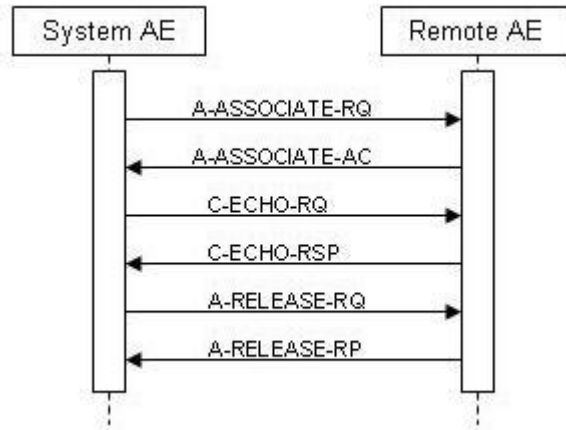 System AE
Remote AE
A-ASSOCIATE-RQ
A-ASSOCIATE-AC
C-ECHO-RQ
C-ECHO-RSP
A-RELEASE-RQ
A-RELEASE-RP